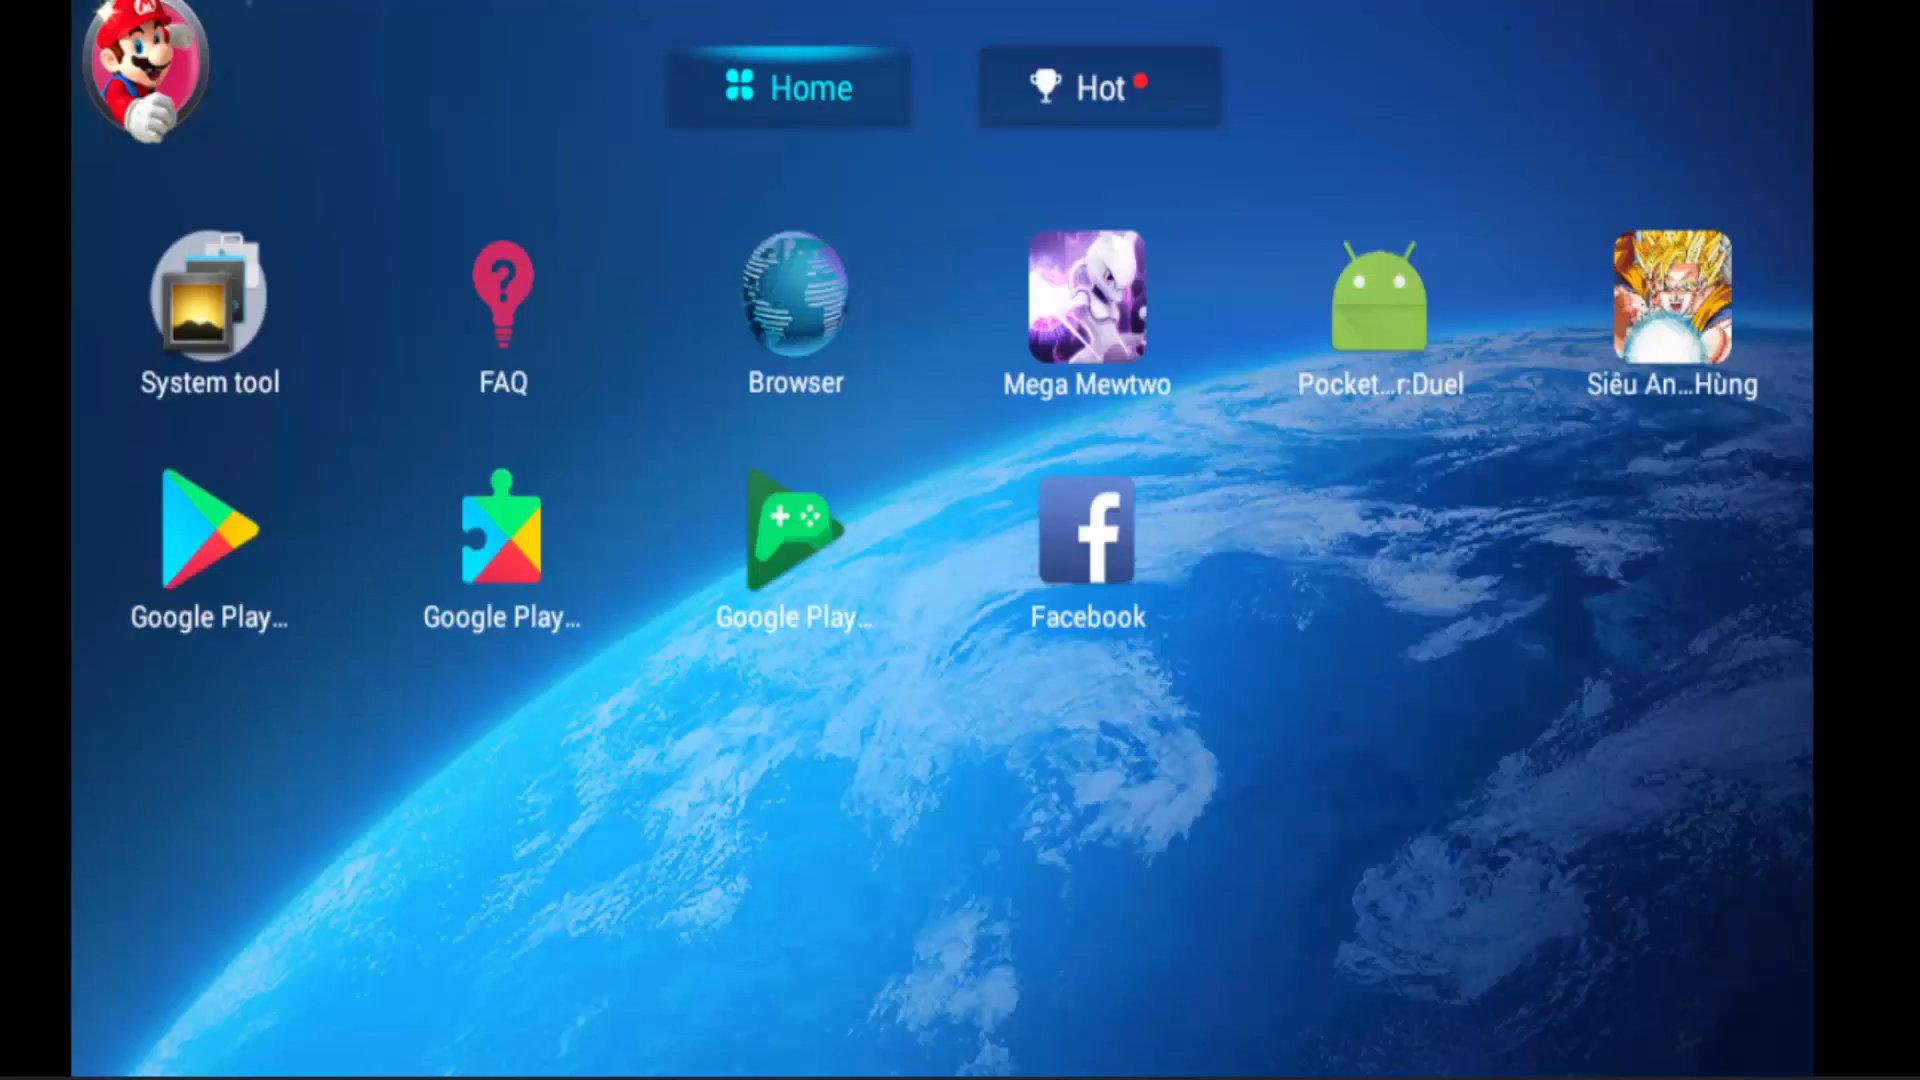 Home
Hot
System tool
FAQ
Browser
Mega Mewtwo
Pocket...r:Duel
Siêu An...Hùng
Google Play...
Google Play...
Google Play...
Facebook